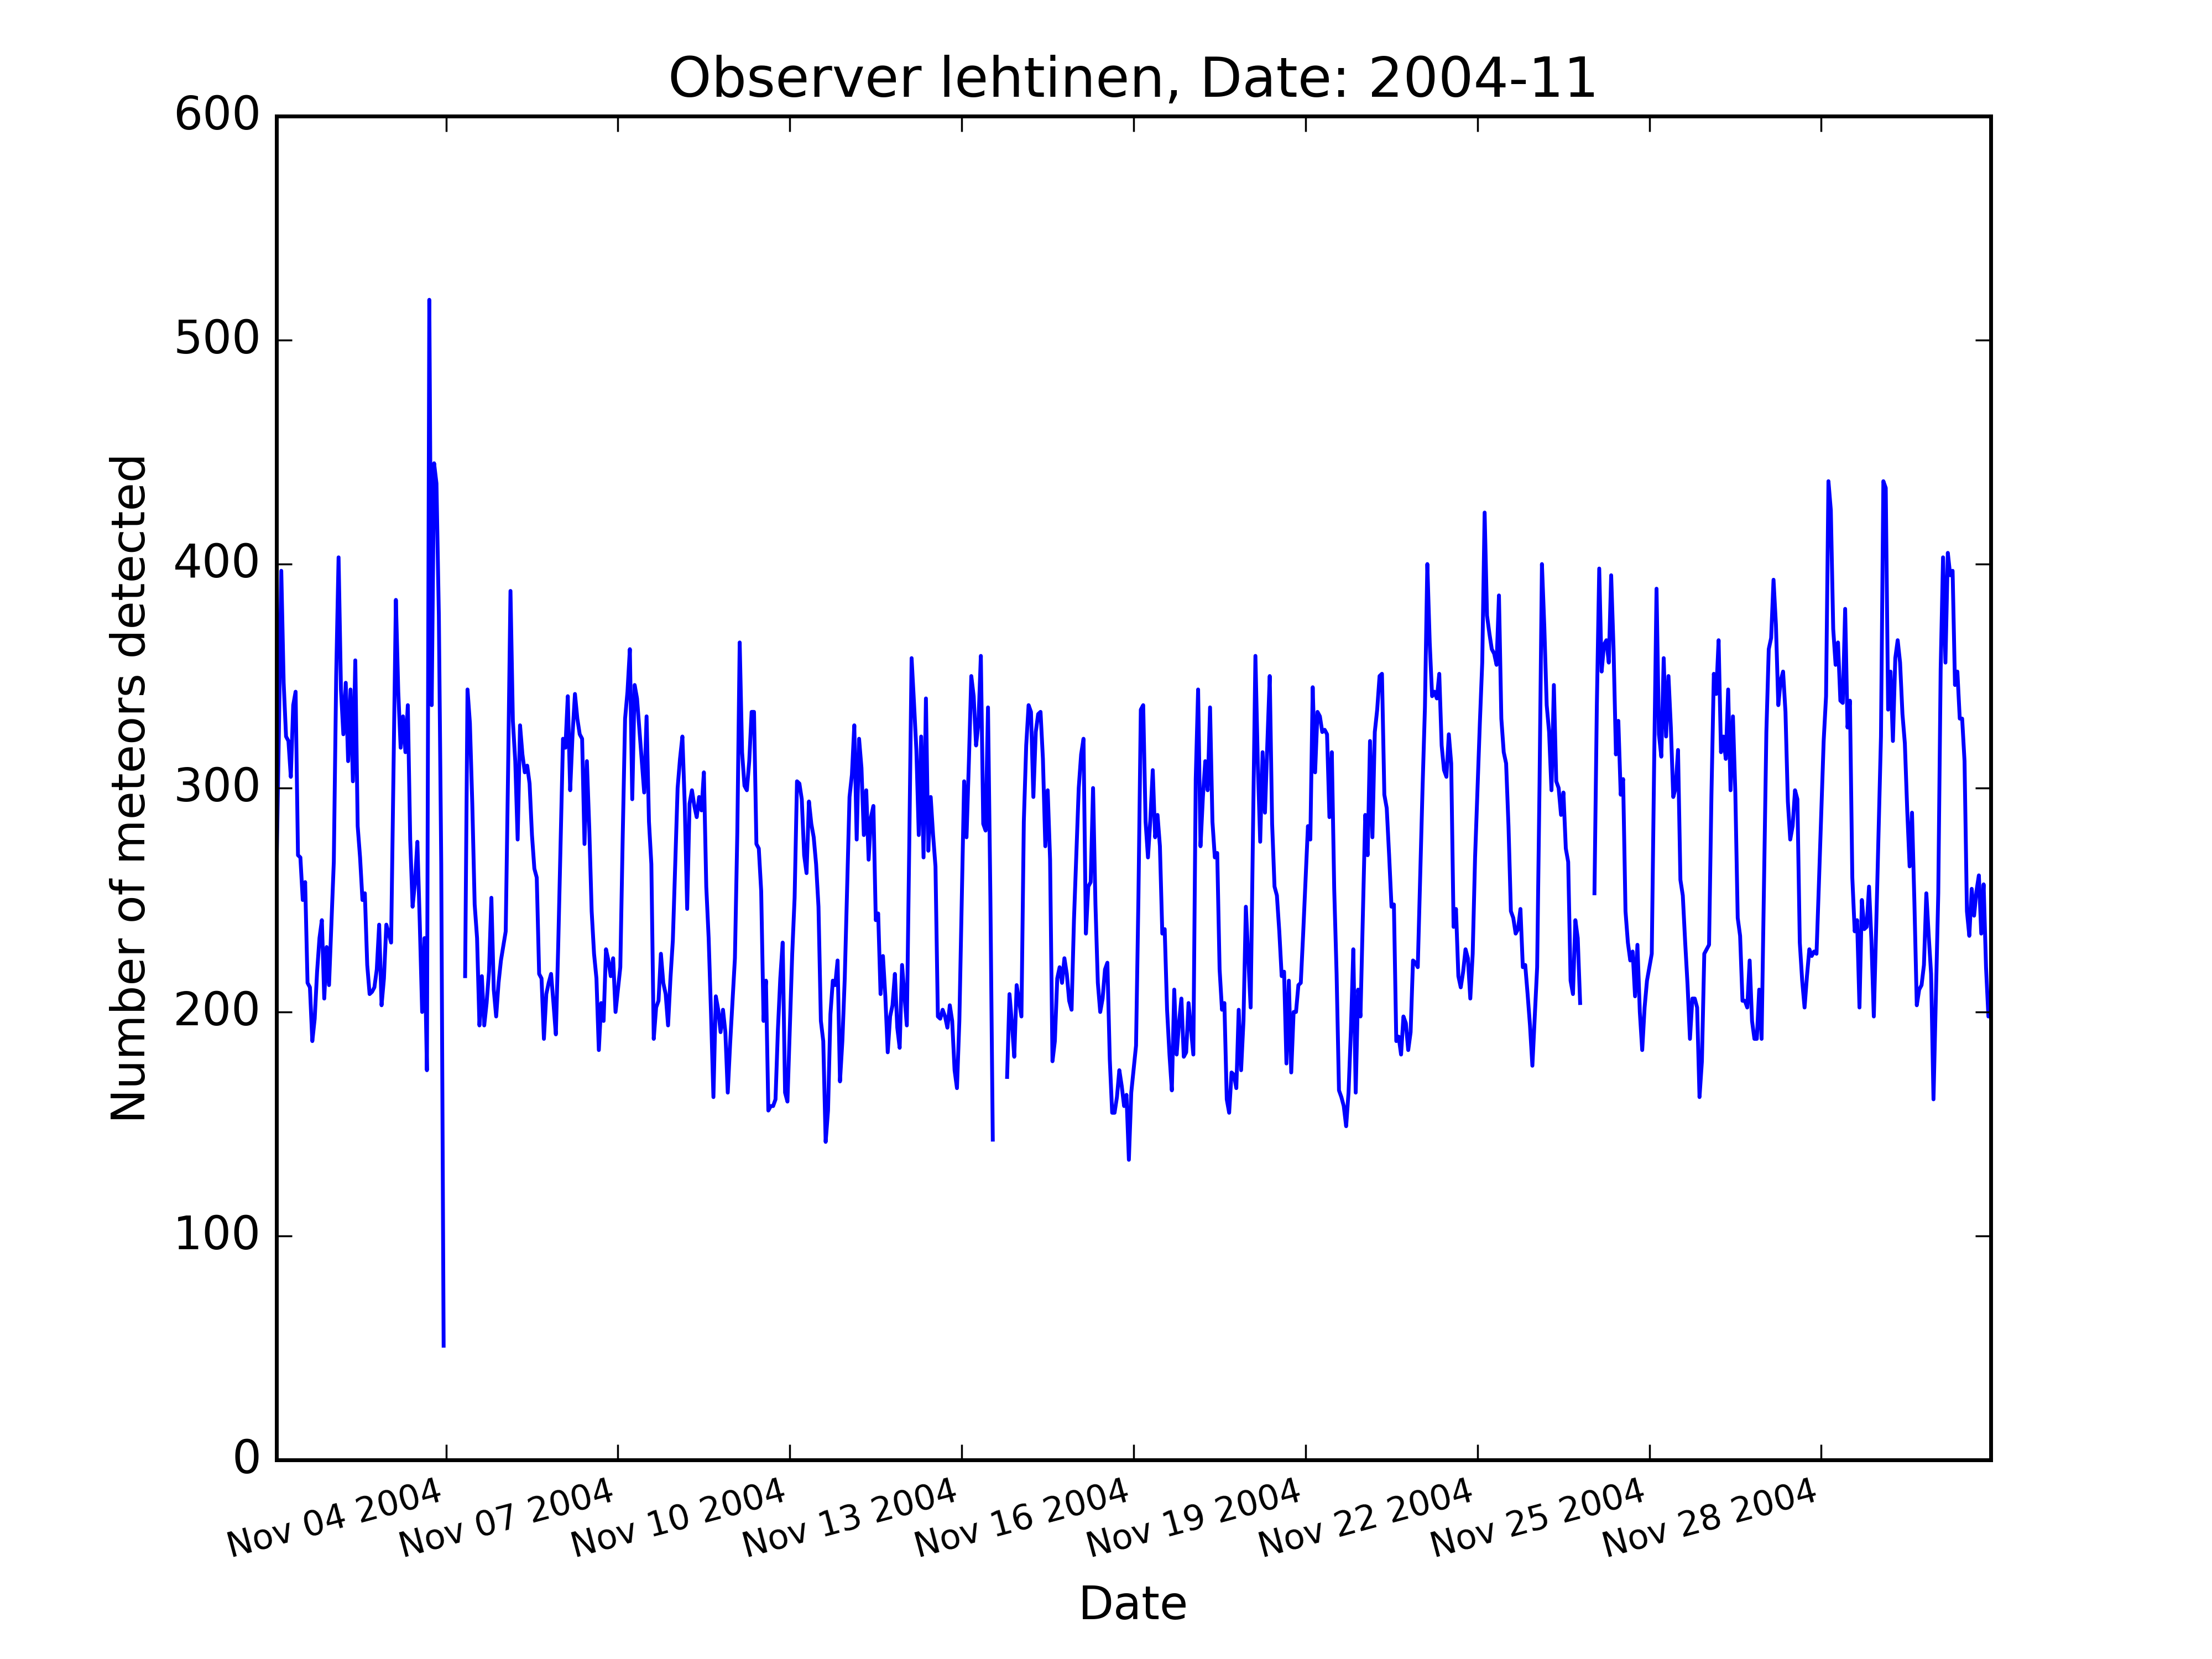 Observer lehtinen, Date: 2004-11
600
500
400
300
200
100
0
Number of meteors detected
Nov 04 2004
Nov 07 2004
Nov 10 2004
Nov 13 2004
Nov 16 2004
Nov 19 2004
Nov 22 2004
Nov 25 2004
Nov 28 2004
Date